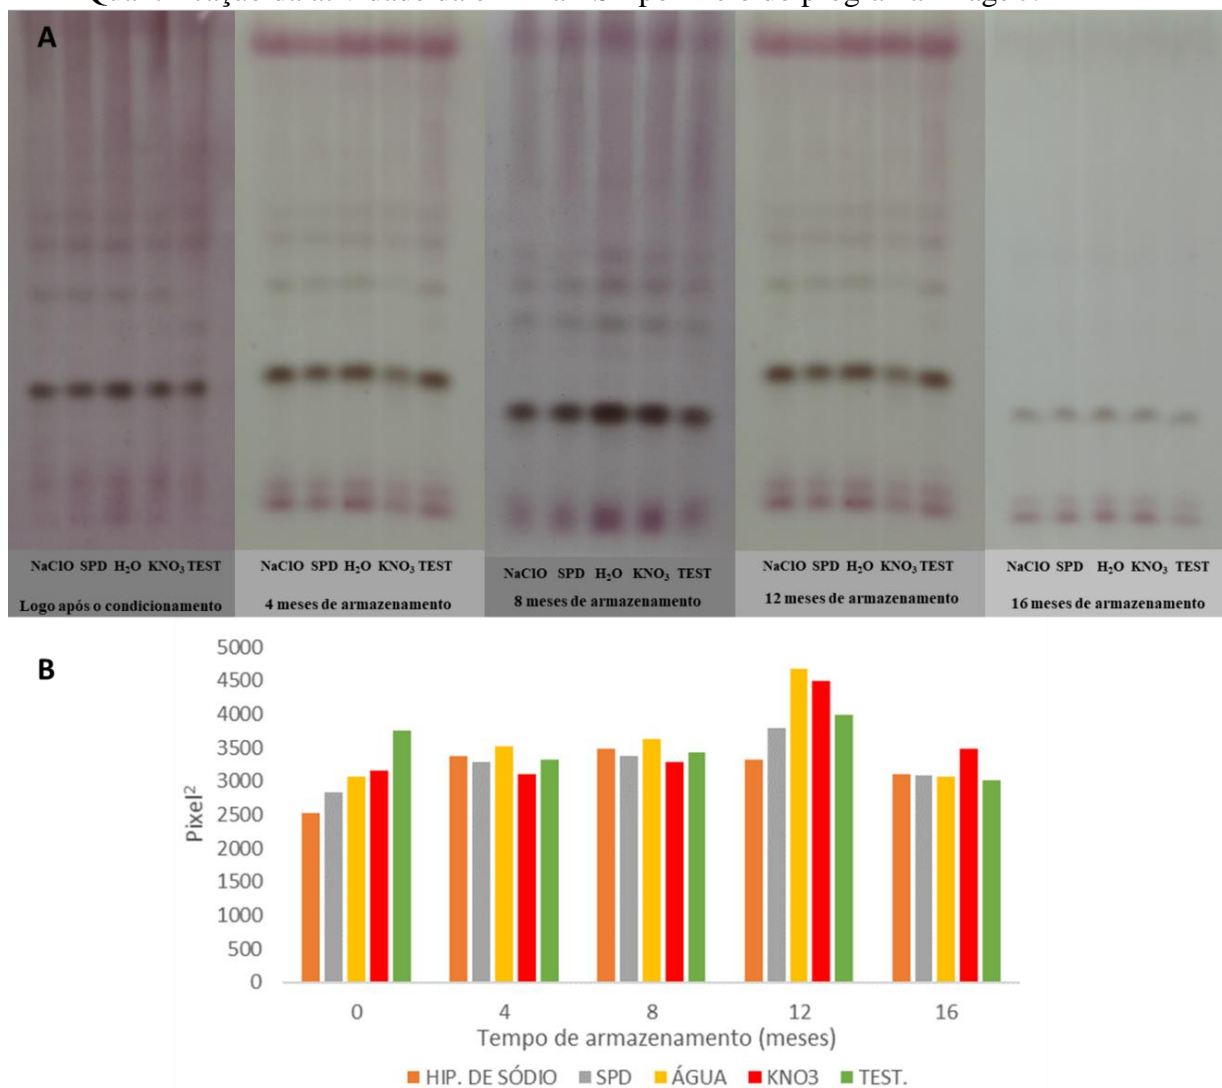 A
NaClO SPD H₂O KNO₃ TEST
Logo após o condicionamento
NaClO SPD H₂O KNO₃ TEST
4 meses de armazenamento
NaClO SPD H₂O KNO₃ TEST
8 meses de armazenamento
NaClO SPD H₂O KNO₃ TEST
12 meses de armazenamento
NaClO SPD H₂O KNO₃ TEST
16 meses de armazenamento
B
5000
4500
4000
3500
3000
2500
2000
1500
1000
500
0
Pixel²
0 4 8 12 16
Tempo de armazenamento (meses)
HIP. DE SÓDIO SPD ÁGUA KNO3 TEST.